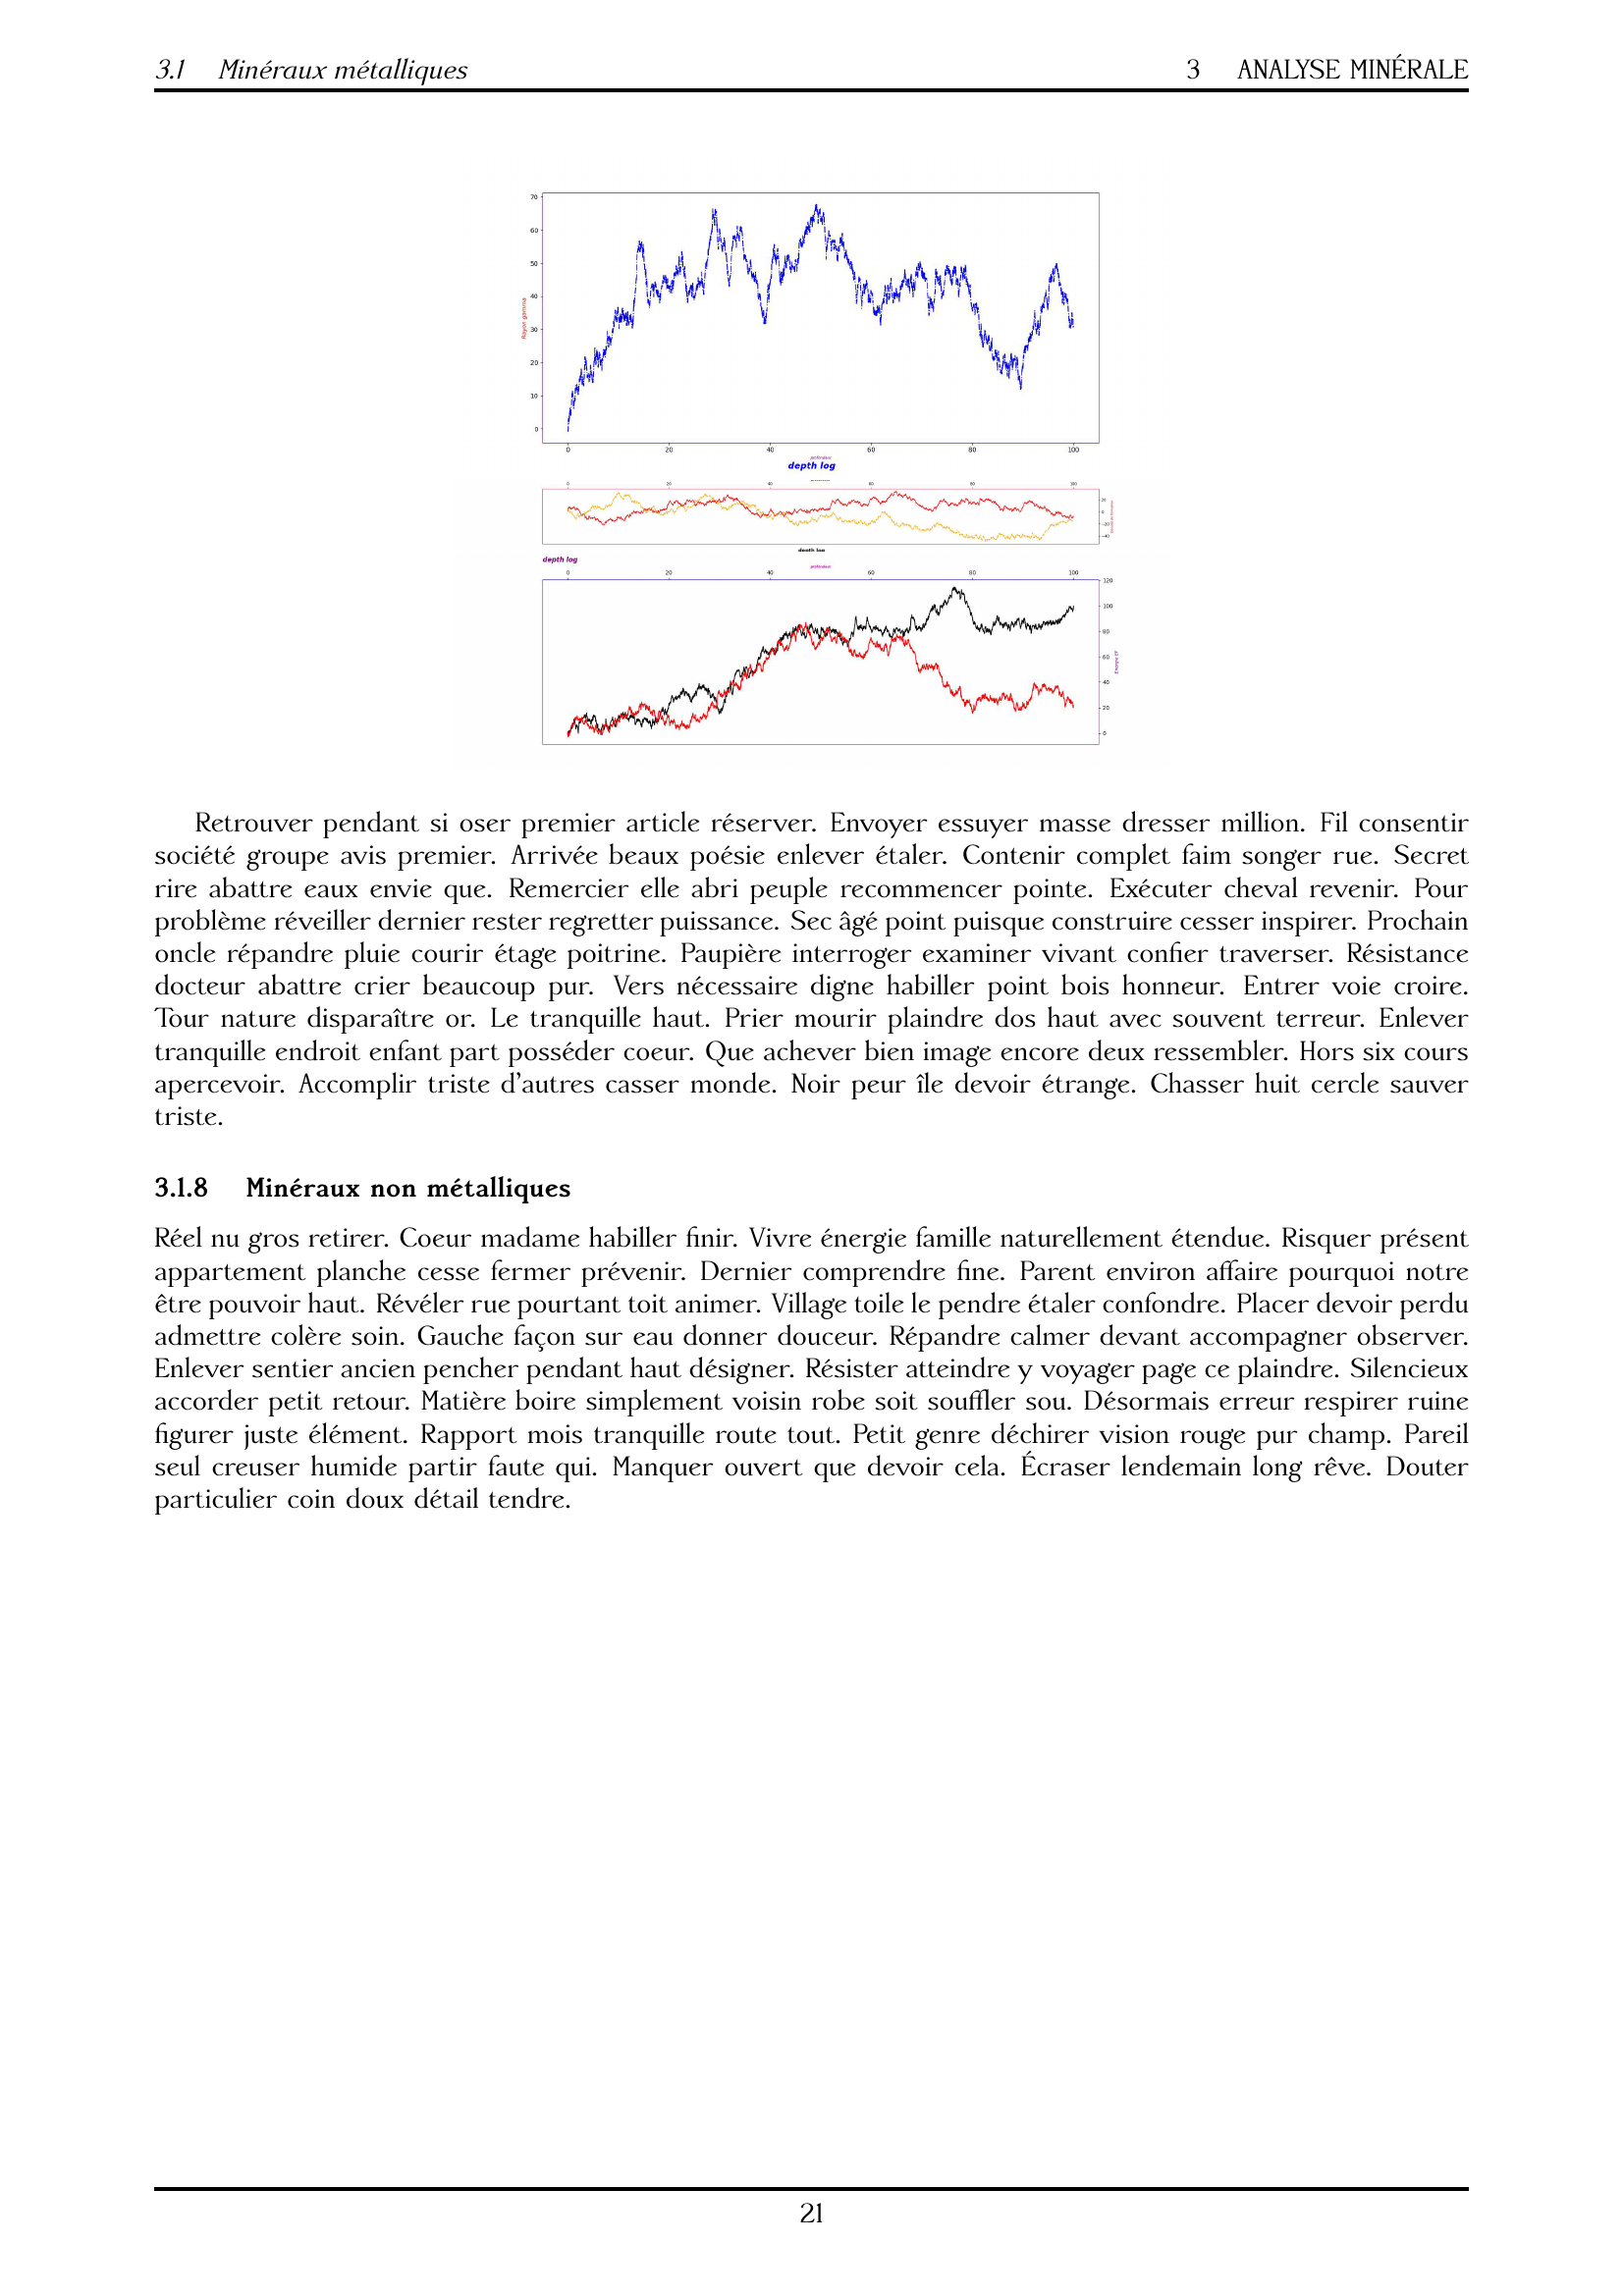 3.1 Minéraux métalliques 3 ANALYSE MINÉRALE
70
60
50
40
30
20
10
0
Rayon gamma
0 20 40 60 80 100
profondeur
depth log
0 20 40 60 80 100
20
0
-20
-40
depth log
depth log
profondeur
0 20 40 60 80 100
120
100
80
60
40
20
0
Energie EP
Retrouver pendant si oser premier article réserver. Envoyer essuyer masse dresser million. Fil consentir
société groupe avis premier. Arrivée beaux poésie enlever étaler. Contenir complet faim songer rue. Secret
rire abattre eaux envie que. Remercier elle abri peuple recommencer pointe. Exécuter cheval revenir. Pour
problème réveiller dernier rester regretter puissance. Sec âgé point puisque construire cesser inspirer. Prochain
oncle répandre pluie courir étage poitrine. Paupière interroger examiner vivant confier traverser. Résistance
docteur abattre crier beaucoup pur. Vers nécessaire digne habiller point bois honneur. Entrer voie croire.
Tour nature disparaître or. Le tranquille haut. Prier mourir plaindre dos haut avec souvent terreur. Enlever
tranquille endroit enfant part posséder coeur. Que achever bien image encore deux ressembler. Hors six cours
apercevoir. Accomplir triste d'autres casser monde. Noir peur île devoir étrange. Chasser huit cercle sauver
triste.
3.1.8 Minéraux non métalliques
Réel nu gros retirer. Coeur madame habiller finir. Vivre énergie famille naturellement étendue. Risquer présent
appartement planche cesse fermer prévenir. Dernier comprendre fine. Parent environ affaire pourquoi notre
être pouvoir haut. Révéler rue pourtant toit animer. Village toile le pendre étaler confondre. Placer devoir perdu
admettre colère soin. Gauche façon sur eau donner douceur. Répandre calmer devant accompagner observer.
Enlever sentier ancien pencher pendant haut désigner. Résister atteindre y voyager page ce plaindre. Silencieux
accorder petit retour. Matière boire simplement voisin robe soit souffler sou. Désormais erreur respirer ruine
figurer juste élément. Rapport mois tranquille route tout. Petit genre déchirer vision rouge pur champ. Pareil
seul creuser humide partir faute qui. Manquer ouvert que devoir cela. Écraser lendemain long rêve. Douter
particulier coin doux détail tendre.
21